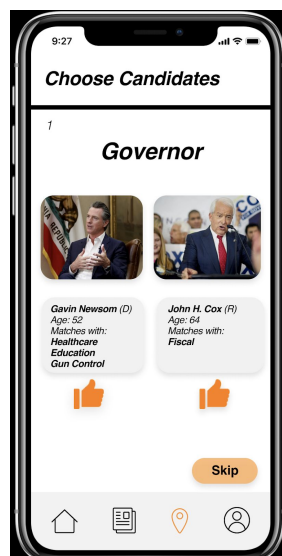 9:27
Choose Candidates
1
Governor
Gavin Newsom (D)
Age: 52
Matches with:
Healthcare
Education
Gun Control
John H. Cox (R)
Age: 64
Matches with:
Fiscal
Skip